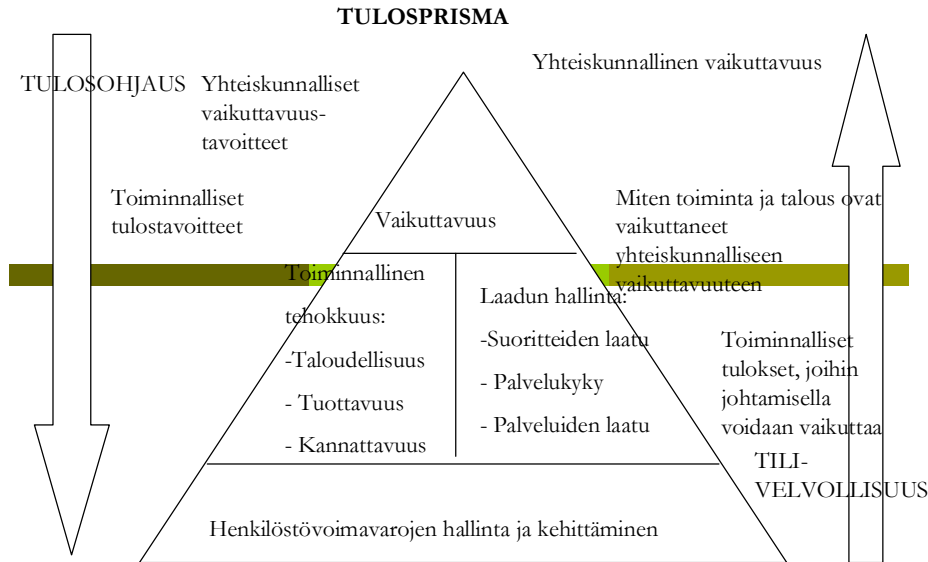 TULOSPRISMA
TULOSOHJAUS
Yhteiskunnalliset
vaikuttavuus-
tavoitteet
Toiminnalliset
tulostavoitteet
Yhteiskunnallinen vaikuttavuus
Miten toiminta ja talous ovat
vaikuttaneet
yhteiskunnalliseen
vaikuttavuuteen
Vaikuttavuus
Toiminnallinen
tehokkuus:
-Taloudellisuus
- Tuottavuus
- Kannattavuus
Laadun hallinta:
-Suoritteiden laatu
- Palvelukyky
- Palveluiden laatu
Toiminnalliset
tulokset, joihin
johtamisella
voidaan vaikuttaa
TILI-
VELVOLLISUUS
Henkilöstövoimavarojen hallinta ja kehittäminen